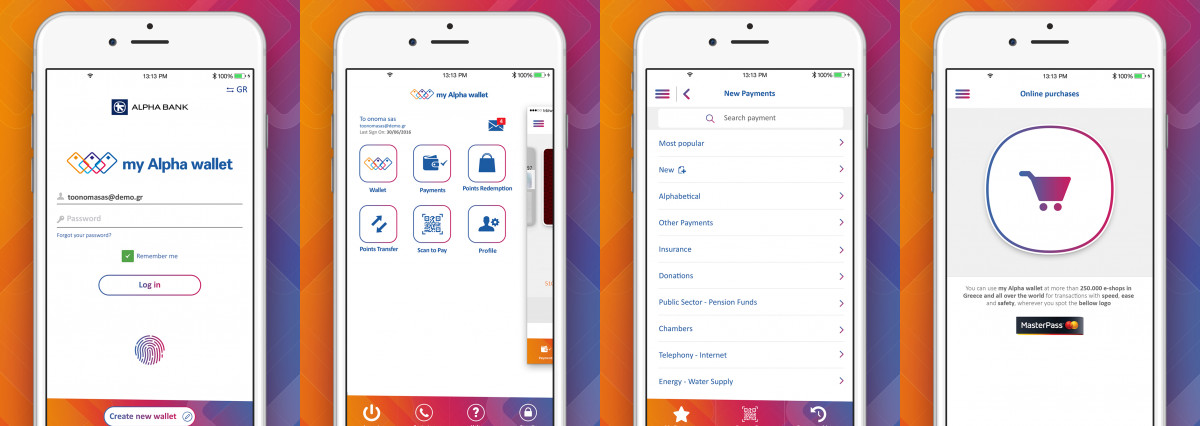 13:13 PM
100%
GR
ALPHA BANK
my Alpha wallet
toonomasas@demo.gr
Password
Forgot your password?
Remember me
Log in
Create new wallet
13:13 PM
100%
my Alpha wallet
To onoma sas
toonomasas@demo.gr
Last Sign On: 30/06/2018
Wallet
Payments
Points Redemption
Points Transfer
Scan to Pay
Profile
13:13 PM
100%
New Payments
Search payment
Most popular
New
Alphabetical
Other Payments
Insurance
Donations
Public Sector - Pension Funds
Chambers
Telephony - Internet
Energy - Water Supply
13:13 PM
100%
Online purchases
You can use my Alpha wallet at more than 250.000 e-shops in
Greece and all over the world for transactions with speed, ease
and safety, wherever you spot the bellow logo
MasterPass